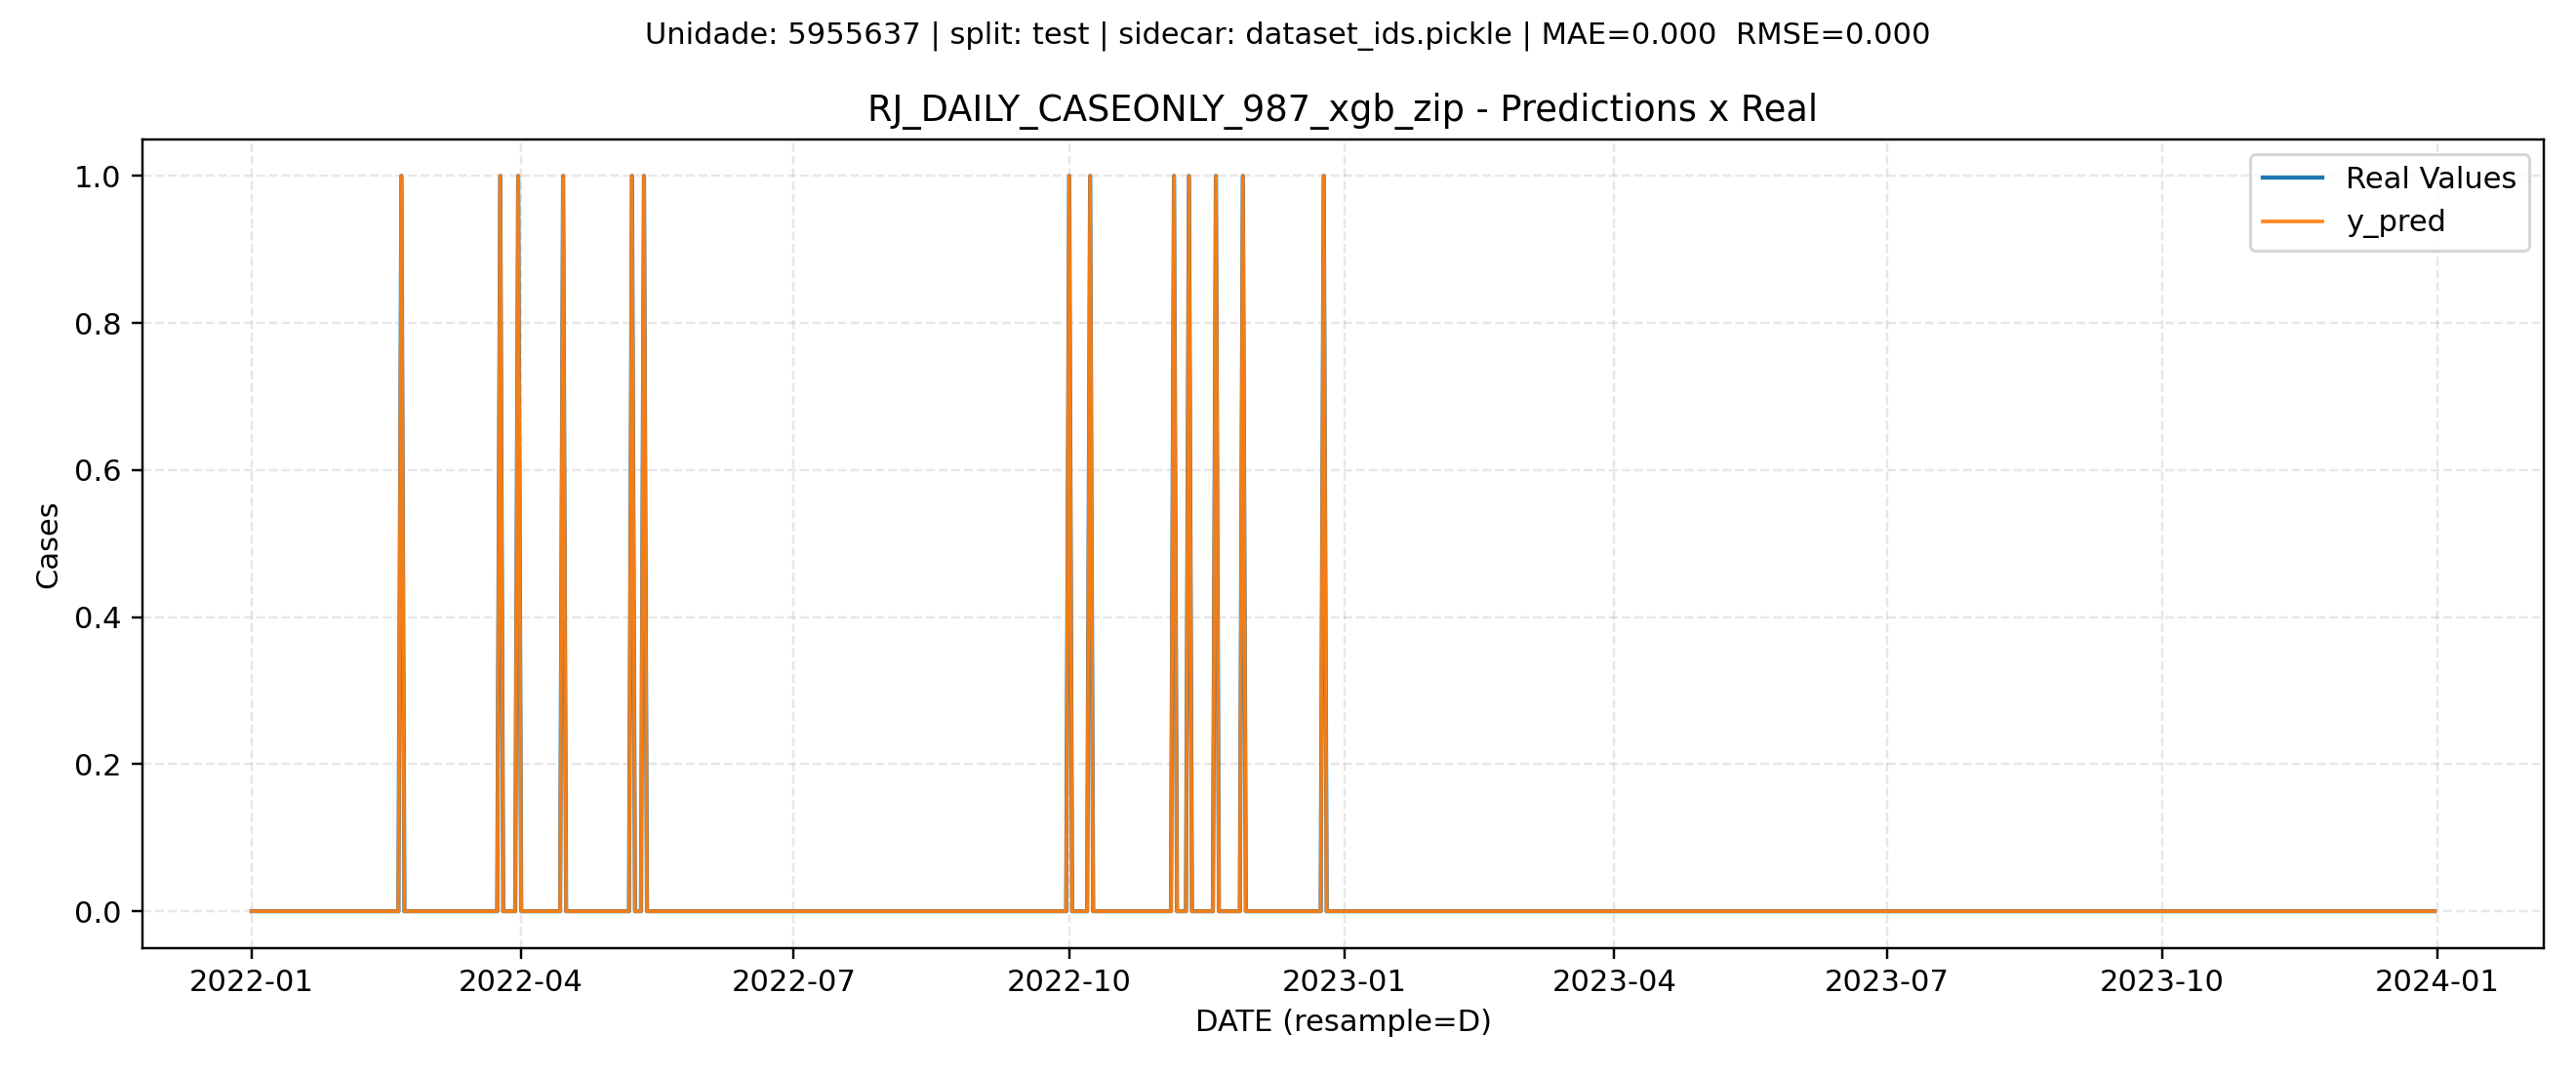 Unidade: 5955637 | split: test | sidecar: dataset_ids.pickle | MAE=0.000  RMSE=0.000
RJ_DAILY_CASEONLY_987_xgb_zip - Predictions x Real
Real Values
y_pred
1.0
0.8
0.6
0.4
0.2
0.0
Cases
2022-01
2022-04
2022-07
2022-10
2023-01
2023-04
2023-07
2023-10
2024-01
DATE (resample=D)